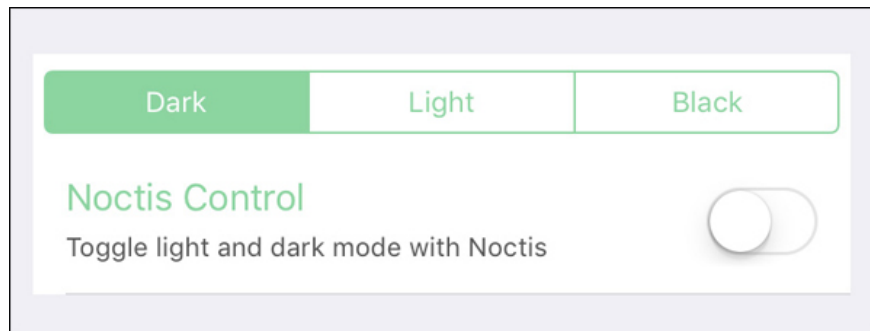 Dark Light Black
Noctis Control
Toggle light and dark mode with Noctis